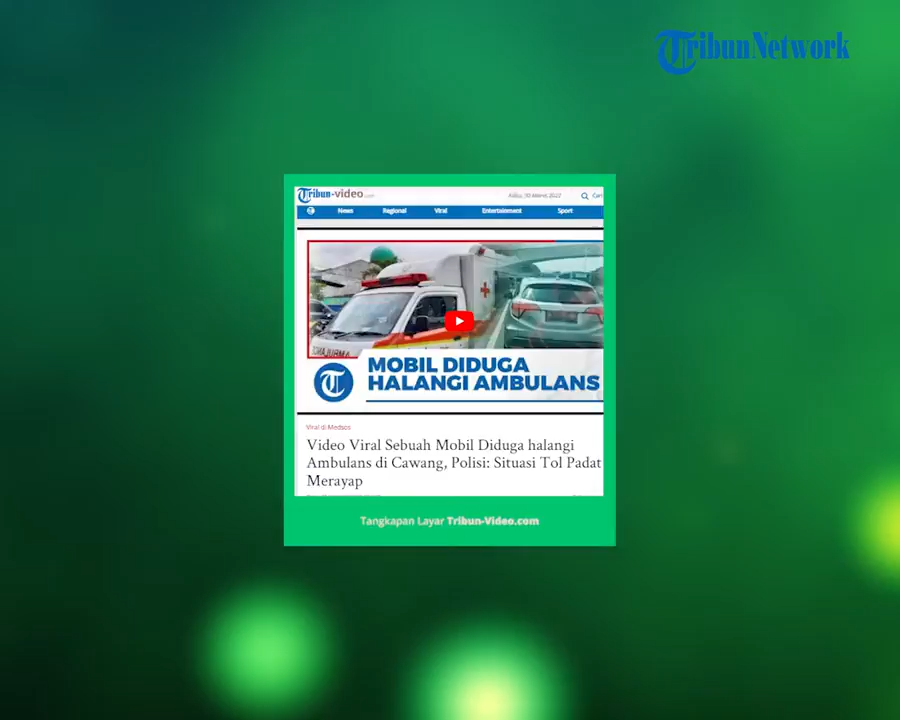 TribunNetwork
Tribun-video.com
Rabu, 30 Maret 2022
Cari
News
Regional
Viral
Entertainment
Sport
MOBIL DIDUGA
HALANGI AMBULANS
Viral di Medsos
Video Viral Sebuah Mobil Diduga halangi
Ambulans di Cawang, Polisi: Situasi Tol Padat
Merayap
Tangkapan Layar Tribun-Video.com